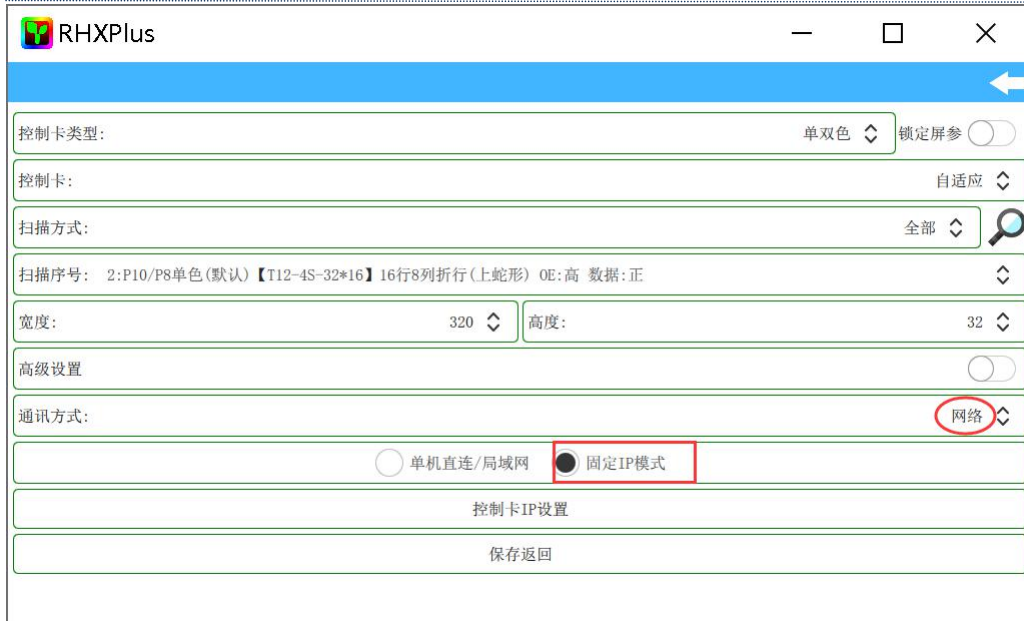 RHXPlus
控制卡类型: 单双色 锁定屏参
控制卡: 自适应
扫描方式: 全部
扫描序号: 2:P10/P8单色(默认)【T12-4S-32*16】16行8列折行(上蛇形) OE:高 数据:正
宽度: 320 高度: 32
高级设置
通讯方式: 网络
单机直连/局域网 固定IP模式
控制卡IP设置
保存返回